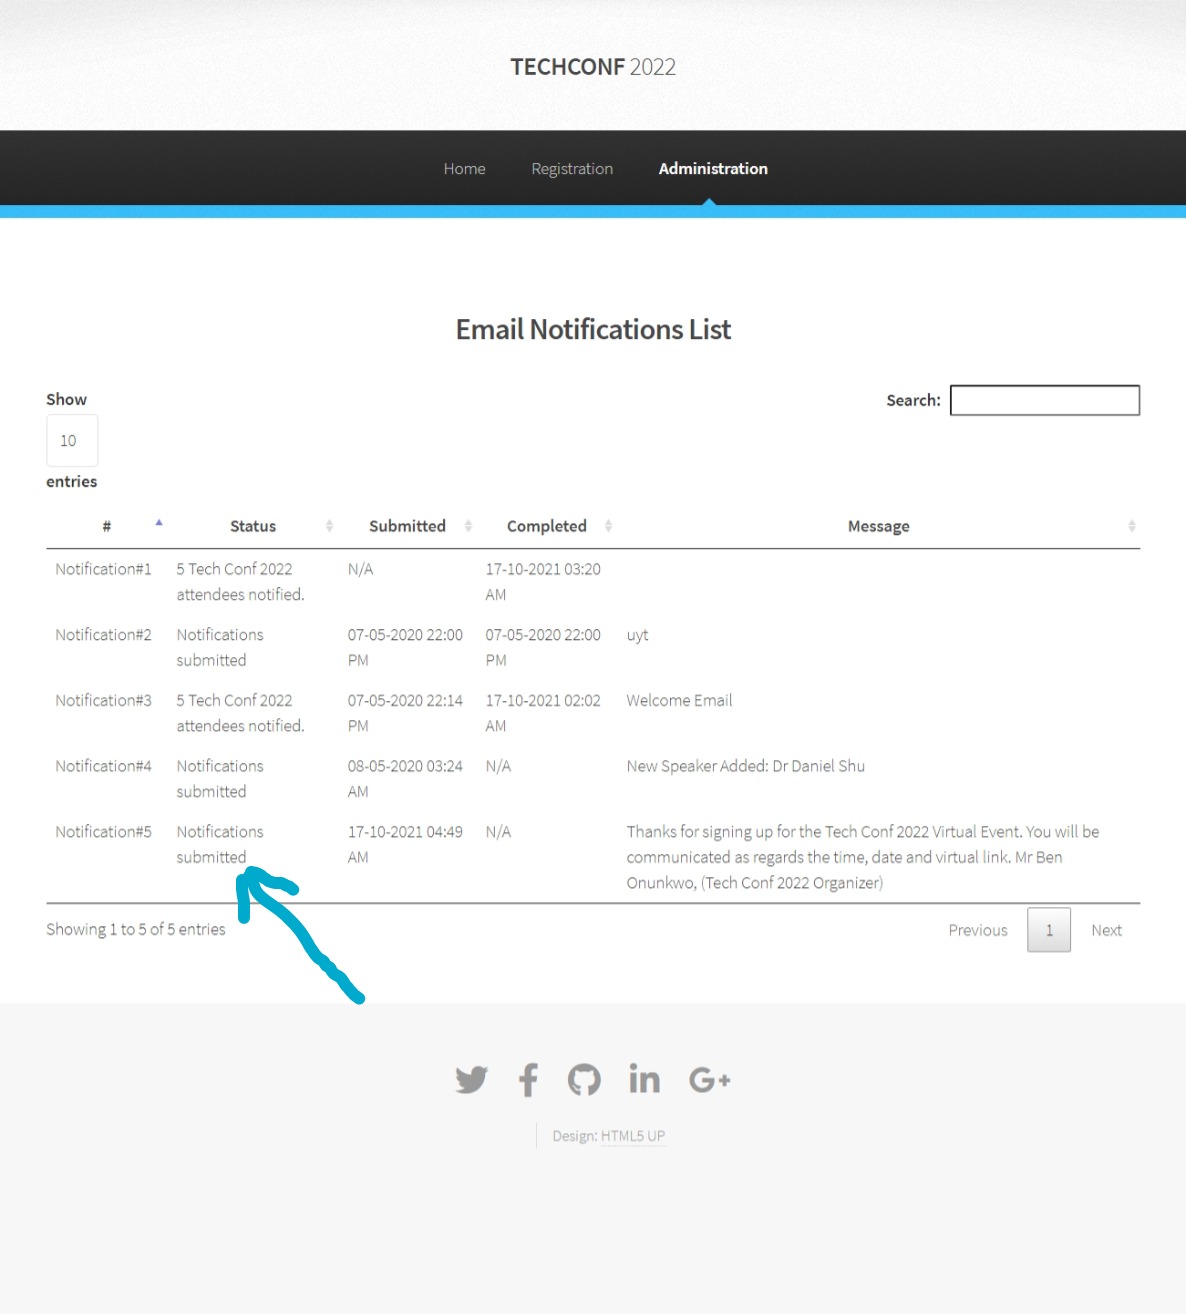 TECHCONF 2022
Home Registration Administration
Email Notifications List
Show
10
entries
Search:
# Status Submitted Completed Message
Notification#1 5 Tech Conf 2022 N/A 17-10-2021 03:20
attendees notified. AM
Notification#2 Notifications 07-05-2020 22:00 07-05-2020 22:00 uyt
submitted PM PM
Notification#3 5 Tech Conf 2022 07-05-2020 22:14 17-10-2021 02:02 Welcome Email
attendees notified. PM AM
Notification#4 Notifications 08-05-2020 03:24 N/A New Speaker Added: Dr Daniel Shu
submitted AM
Notification#5 Notifications 17-10-2021 04:49 N/A Thanks for signing up for the Tech Conf 2022 Virtual Event. You will be
submitted AM communicated as regards the time, date and virtual link. Mr Ben
Onunkwo, (Tech Conf 2022 Organizer)
Showing 1 to 5 of 5 entries Previous 1 Next
Design: HTML5 UP